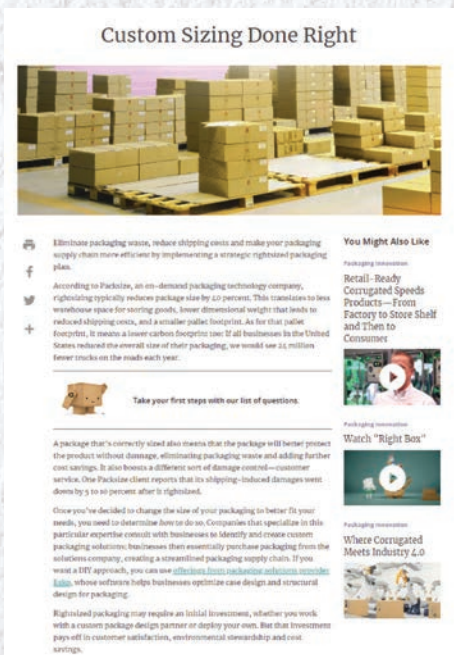 Custom Sizing Done Right
Eliminate packaging waste, reduce shipping costs and make your packaging
supply chain more efficient by implementing a strategic rightsized packaging
plan.
According to Packsize, an on-demand packaging technology company,
rightsizing typically reduces package size by 40 percent. This translates to less
warehouse space for storing goods, lower dimensional weight that leads to
reduced shipping costs, and a smaller pallet footprint. As for that pallet
footprint, it means a lower carbon footprint too: If all businesses in the United
States reduced the overall size of their packaging, we would see 24 million
fewer trucks on the roads each year.
Take your first steps with our list of questions.
A package that's correctly sized also means that the package will better protect
the product without dunnage, eliminating packaging waste and adding further
cost savings. It also boosts a different sort of damage control—customer
service. One Packsize client reports that its shipping-induced damages went
down by 5 to 10 percent after it rightsized.
Once you've decided to change the size of your packaging to better fit your
needs, you need to determine how to do so. Companies that specialize in this
particular expertise consult with businesses to identify and create custom
packaging solutions; businesses then essentially purchase packaging from the
solutions company, creating a streamlined packaging supply chain. If you
want a DIY approach, you can use offerings from packaging solutions provider
Esko, whose software helps businesses optimize case design and structural
design for packaging.
Rightsized packaging may require an initial investment, whether you work
with a custom package design partner or deploy your own. But that investment
pays off in customer satisfaction, environmental stewardship and cost
savings.
You Might Also Like
Packaging Innovation
Retail-Ready
Corrugated Speeds
Products—From
Factory to Store Shelf
and Then to
Consumers
Packaging Innovation
Watch "Right Box"
Packaging Innovation
Where Corrugated
Meets Industry 4.0